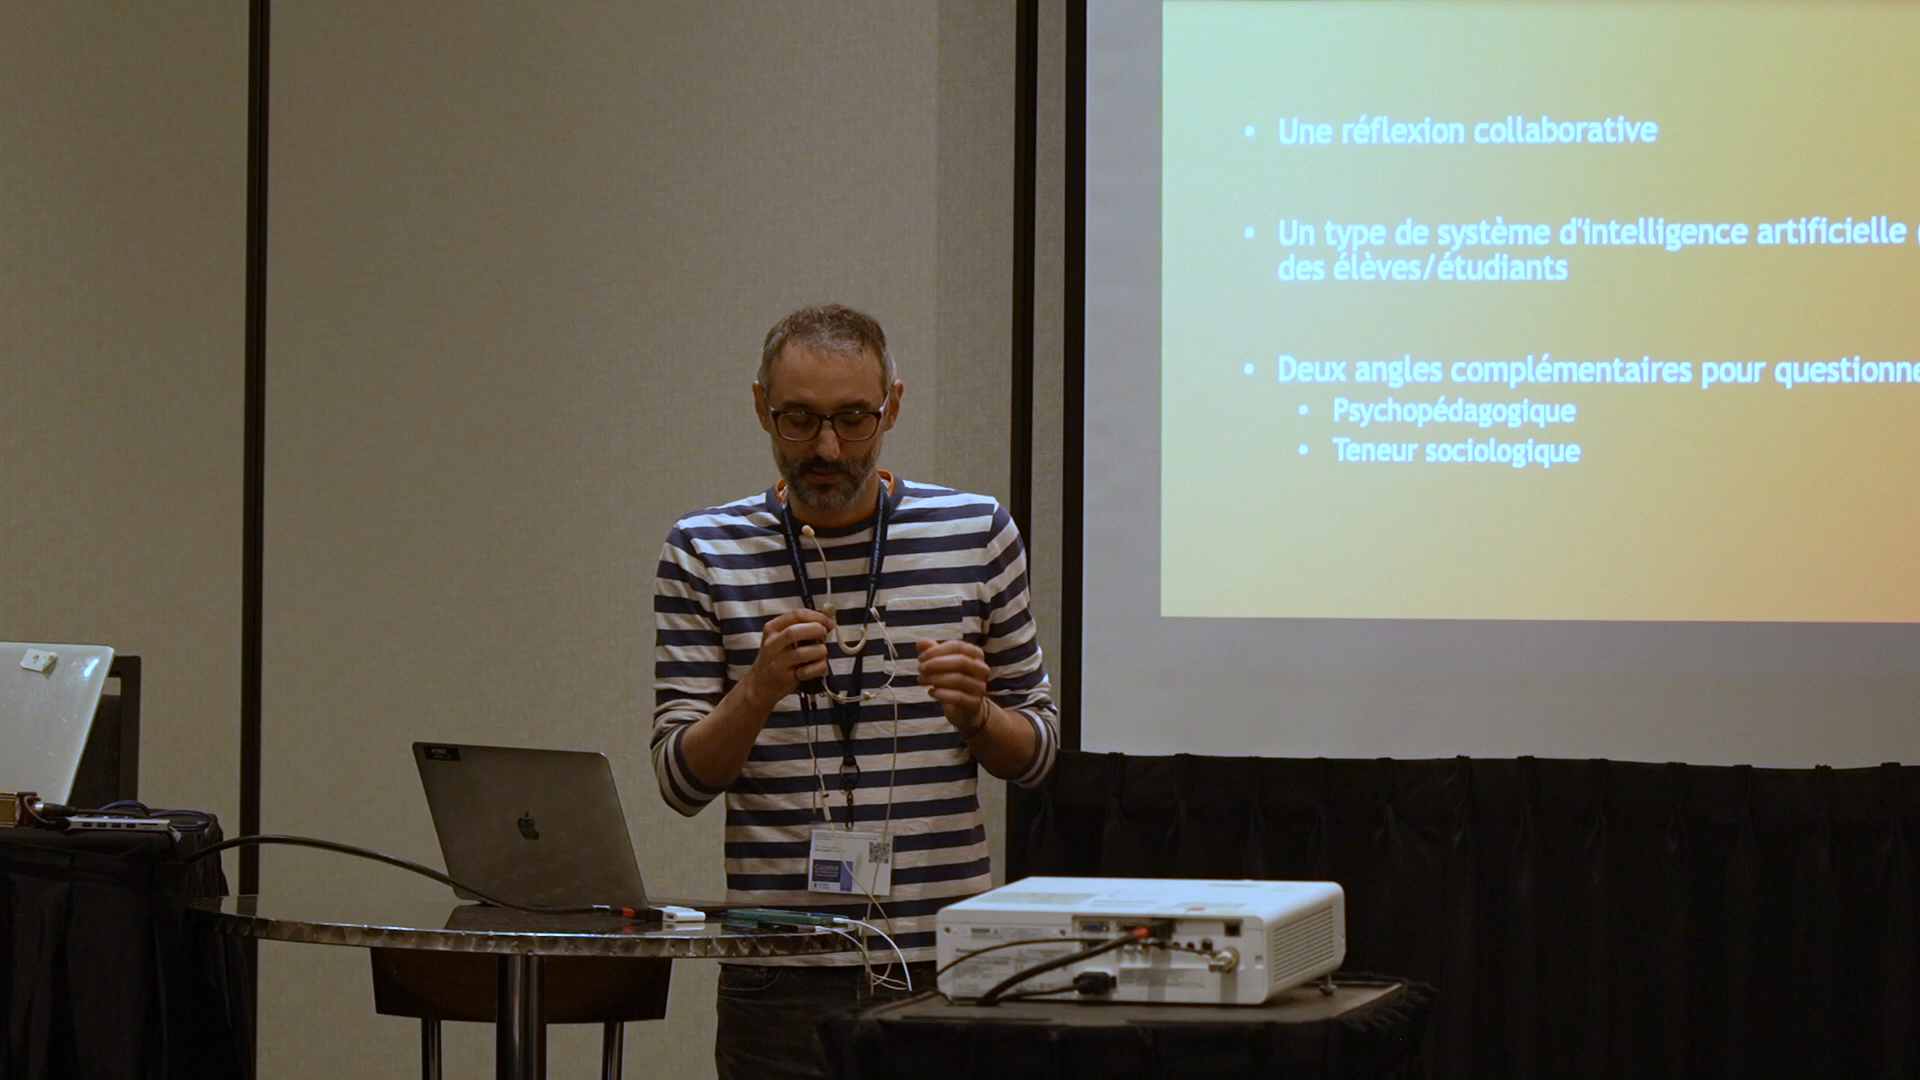 • Une réflexion collaborative
• Un type de système d'intelligence artificielle (
des élèves/étudiants
• Deux angles complémentaires pour questionne
• Psychopédagogique
• Teneur sociologique